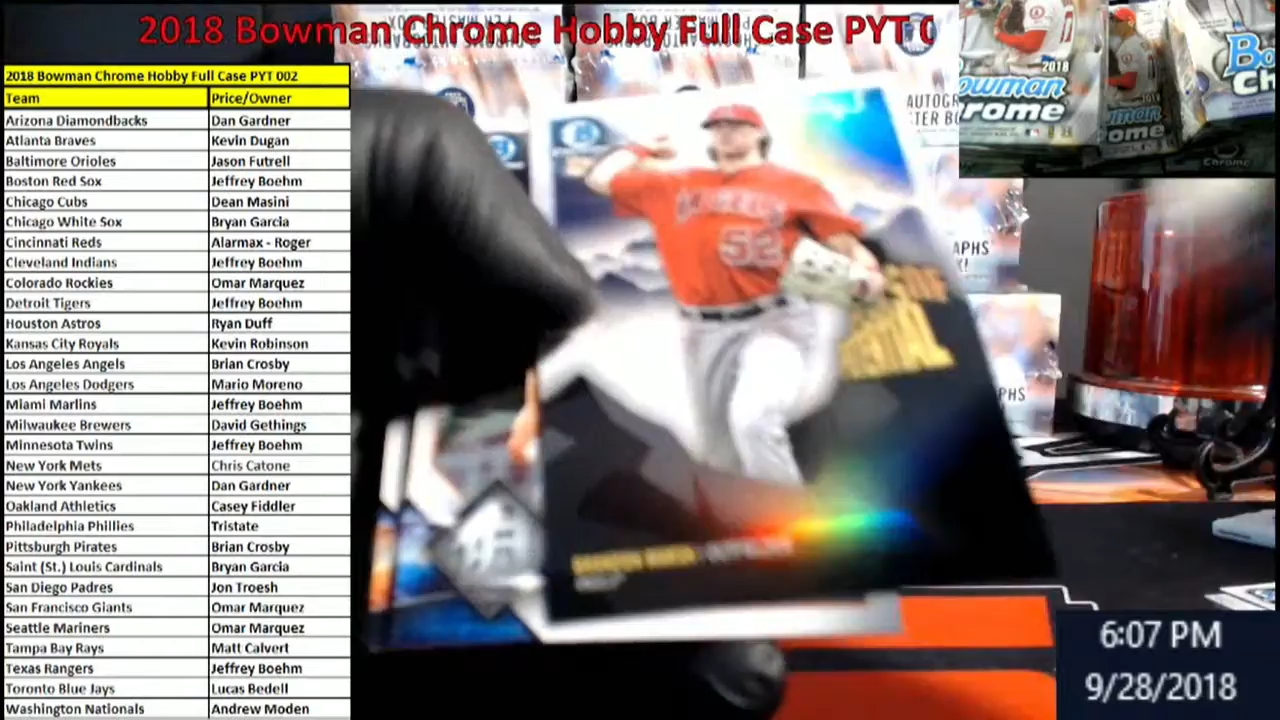 2018 Bowman Chrome Hobby Full Case PYT 0
2018 Bowman Chrome Hobby Full Case PYT 002
Team Price/Owner
Arizona Diamondbacks Dan Gardner
Atlanta Braves Kevin Dugan
Baltimore Orioles Jason Futrell
Boston Red Sox Jeffrey Boehm
Chicago Cubs Dean Masini
Chicago White Sox Bryan Garcia
Cincinnati Reds Alarmax - Roger
Cleveland Indians Jeffrey Boehm
Colorado Rockies Omar Marquez
Detroit Tigers Jeffrey Boehm
Houston Astros Ryan Duff
Kansas City Royals Kevin Robinson
Los Angeles Angels Brian Crosby
Los Angeles Dodgers Mario Moreno
Miami Marlins Jeffrey Boehm
Milwaukee Brewers David Gethings
Minnesota Twins Jeffrey Boehm
New York Mets Chris Catone
New York Yankees Dan Gardner
Oakland Athletics Casey Fiddler
Philadelphia Phillies Tristate
Pittsburgh Pirates Brian Crosby
Saint (St.) Louis Cardinals Bryan Garcia
San Diego Padres Jon Troesh
San Francisco Giants Omar Marquez
Seattle Mariners Omar Marquez
Tampa Bay Rays Matt Calvert
Texas Rangers Jeffrey Boehm
Toronto Blue Jays Lucas Bedell
Washington Nationals Andrew Moden
52
2018
owman
rome
Chrome
6:07 PM
9/28/2018